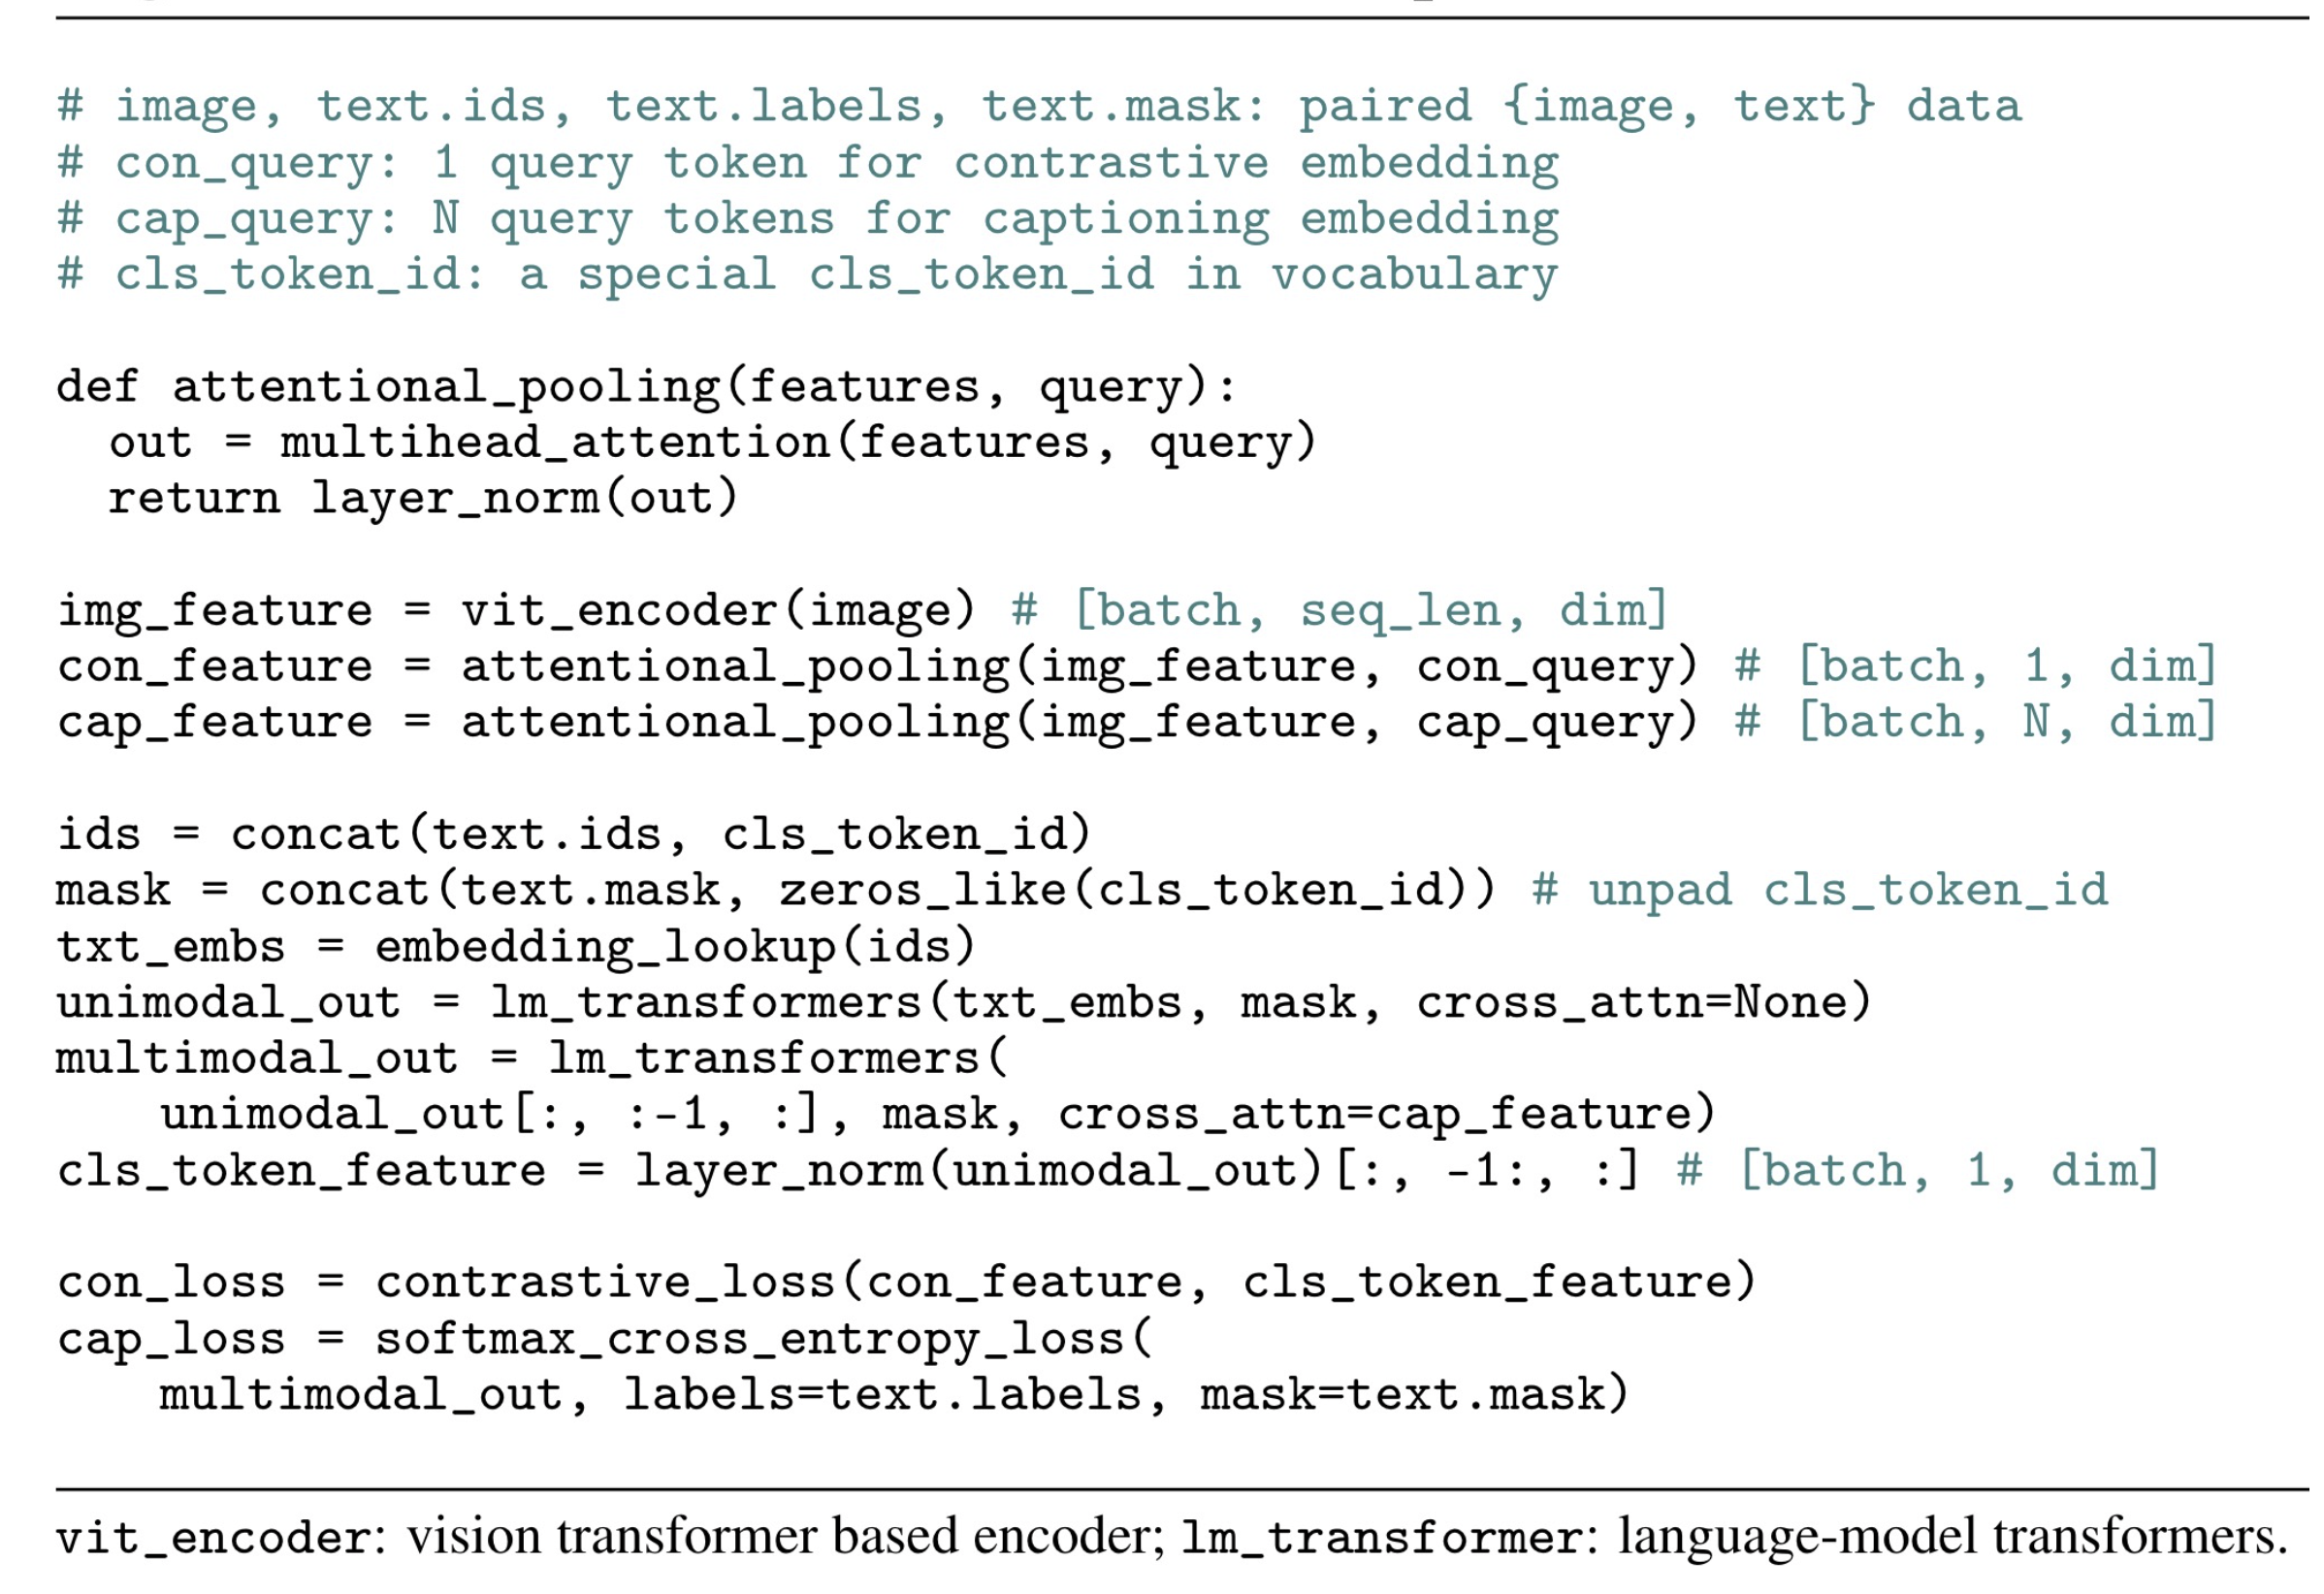 # image, text.ids, text.labels, text.mask: paired {image, text} data
# con_query: 1 query token for contrastive embedding
# cap_query: N query tokens for captioning embedding
# cls_token_id: a special cls_token_id in vocabulary
def attentional_pooling(features, query):
  out = multihead_attention(features, query)
  return layer_norm(out)
img_feature = vit_encoder(image) # [batch, seq_len, dim]
con_feature = attentional_pooling(img_feature, con_query) # [batch, 1, dim]
cap_feature = attentional_pooling(img_feature, cap_query) # [batch, N, dim]
ids = concat(text.ids, cls_token_id)
mask = concat(text.mask, zeros_like(cls_token_id)) # unpad cls_token_id
txt_embs = embedding_lookup(ids)
unimodal_out = lm_transformers(txt_embs, mask, cross_attn=None)
multimodal_out = lm_transformers(
    unimodal_out[:, :-1, :], mask, cross_attn=cap_feature)
cls_token_feature = layer_norm(unimodal_out)[:, -1:, :] # [batch, 1, dim]
con_loss = contrastive_loss(con_feature, cls_token_feature)
cap_loss = softmax_cross_entropy_loss(
    multimodal_out, labels=text.labels, mask=text.mask)
vit_encoder: vision transformer based encoder; lm_transformer: language-model transformers.